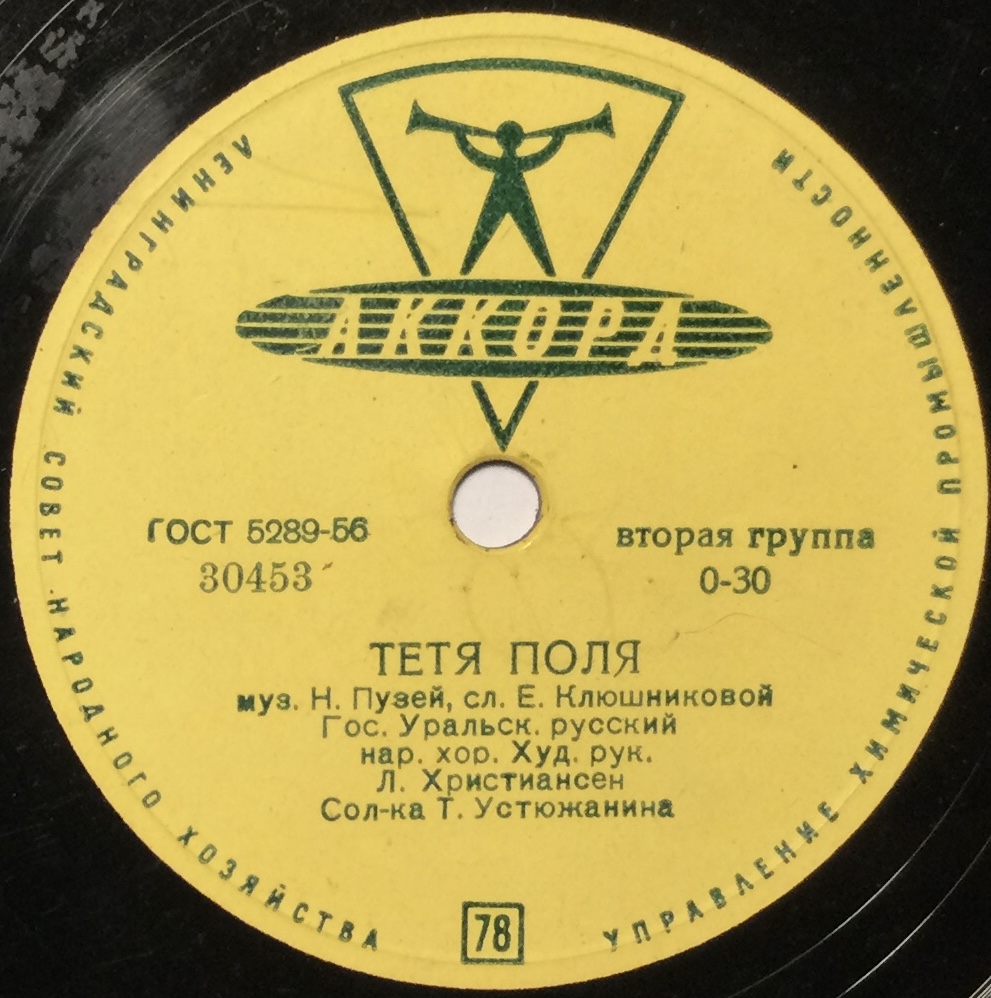 ЛЕНИНГРАДСКИЙ СОВЕТ НАРОДНОГО ХОЗЯЙСТВА
УПРАВЛЕНИЕ ХИМИЧЕСКОЙ ПРОМЫШЛЕННОСТИ
АККОРД
ГОСТ 5289-56
30453
вторая группа
0-30
ТЕТЯ ПОЛЯ
муз. Н. Пузей, сл. Е. Клюшниковой
Гос. Уральск. русский
нар. хор. Худ. рук.
Л. Христиансен
Сол-ка Т. Устюжанина
78